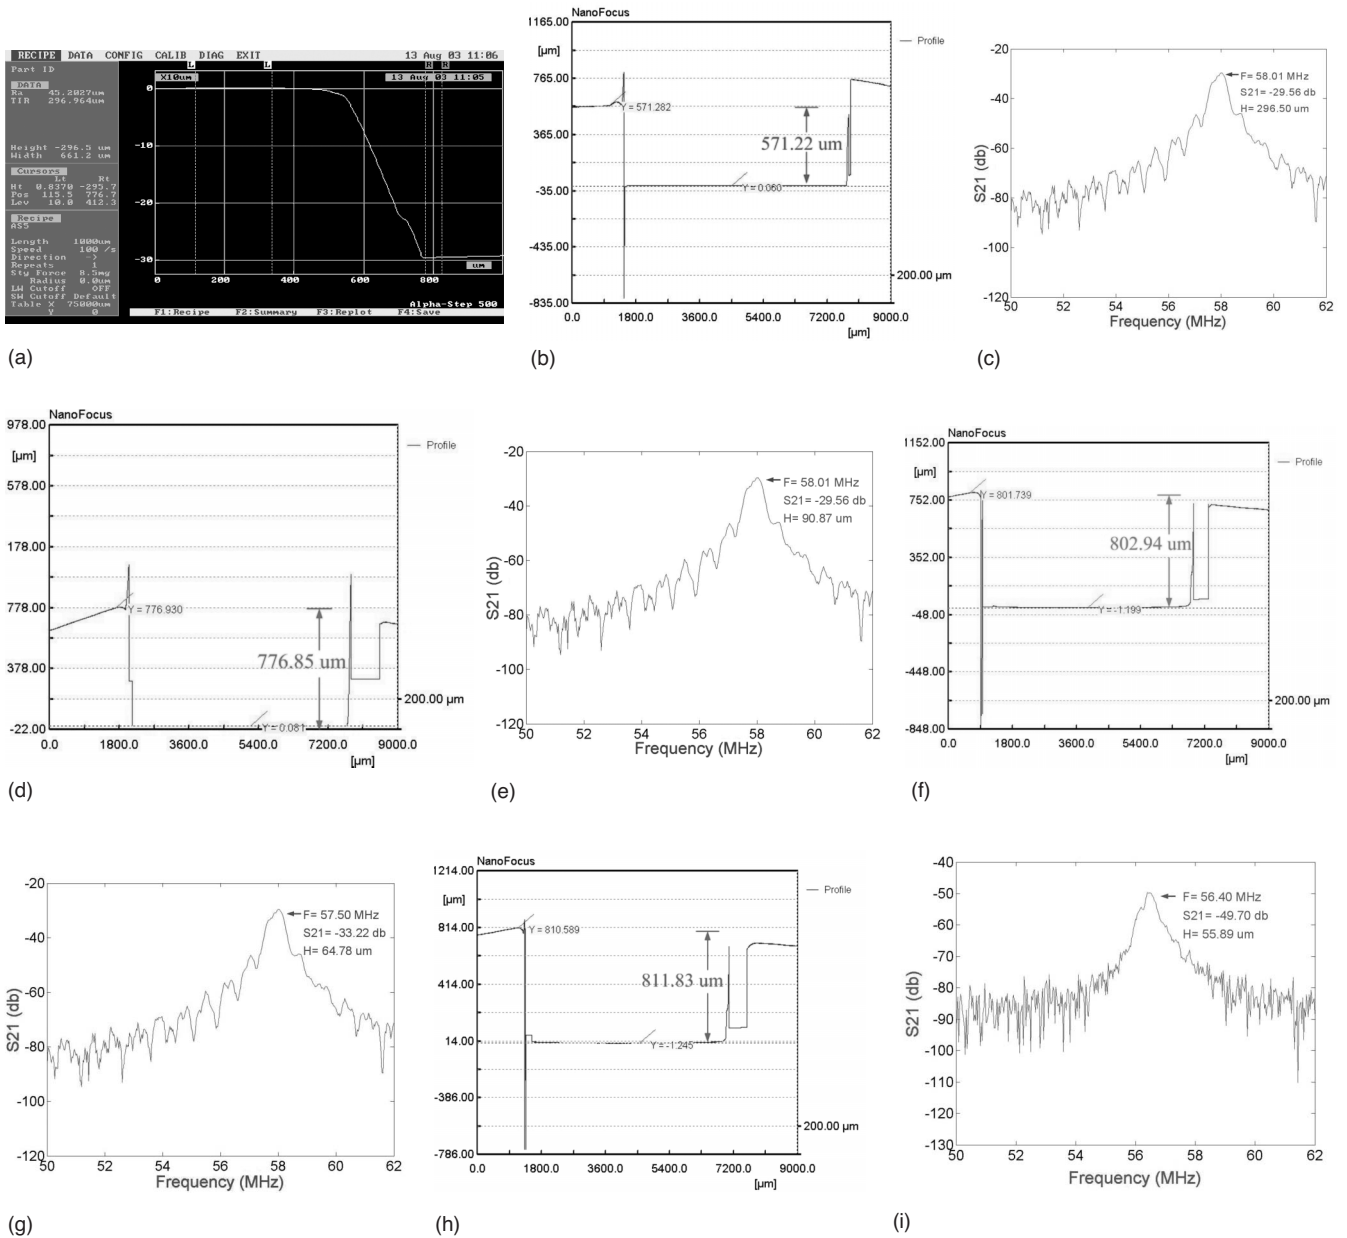 RECIPE DATA CONFIG CALIB DIAG EXIT 13 Aug 03 11:06
Part ID
DATA
Ra 45.2027um
TIR 296.964um
Height -296.5 um
Width 661.2 um
Cursors
Lt Rt
Ht 0.8370 -295.7
Pos 115.5 776.7
Lev 10.0 412.3
Recipe
AS5
Length 1000um
Speed 100 /s
Direction ->
Repeats 1
Sty Force 8.5mg
Radius 0.0um
LW Cutoff OFF
SW Cutoff Default
Table X 75000um
Y 0
L L R R
X10um 13 Aug 03 11:05
0
-10
-20
-30
um
0 200 400 600 800
Alpha-Step 500
F1:Recipe F2:Summary F3:Replot F4:Save
(a)
NanoFocus
1165.00
[µm]
765.00
365.00
-35.00
-435.00
-835.00
Profile
Y = 571.282
571.22 um
Y = 0.060
200.00 µm
0.0 1800.0 3600.0 5400.0 7200.0 9000.0
[µm]
(b)
-20
-40
-60
-80
-100
-120
S21 (db)
F= 58.01 MHz
S21= -29.56 db
H= 296.50 um
50 52 54 56 58 60 62
Frequency (MHz)
(c)
NanoFocus
978.00
[µm]
578.00
178.00
778.00
378.00
-22.00
Profile
Y = 776.930
776.85 um
Y = 0.081
200.00 µm
0.0 1800.0 3600.0 5400.0 7200.0 9000.0
[µm]
(d)
-20
-40
-60
-80
-100
-120
S21 (db)
F= 58.01 MHz
S21= -29.56 db
H= 90.87 um
50 52 54 56 58 60 62
Frequency (MHz)
(e)
NanoFocus
1152.00
[µm]
752.00
352.00
-48.00
-448.00
-848.00
Profile
Y = 801.739
802.94 um
Y = -1.199
200.00 µm
0.0 1800.0 3600.0 5400.0 7200.0 9000.0
[µm]
(f)
-20
-40
-60
-80
-100
-120
S21 (db)
F= 57.50 MHz
S21= -33.22 db
H= 64.78 um
50 52 54 56 58 60 62
Frequency (MHz)
(g)
NanoFocus
1214.00
[µm]
814.00
414.00
14.00
-386.00
-786.00
Profile
Y = 810.589
811.83 um
Y = -1.245
200.00 µm
0.0 1800.0 3600.0 5400.0 7200.0 9000.0
[µm]
(h)
-40
-50
-60
-70
-80
-90
-100
-110
-120
-130
S21 (db)
F= 56.40 MHz
S21= -49.70 db
H= 55.89 um
50 52 54 56 58 60 62
Frequency (MHz)
(i)